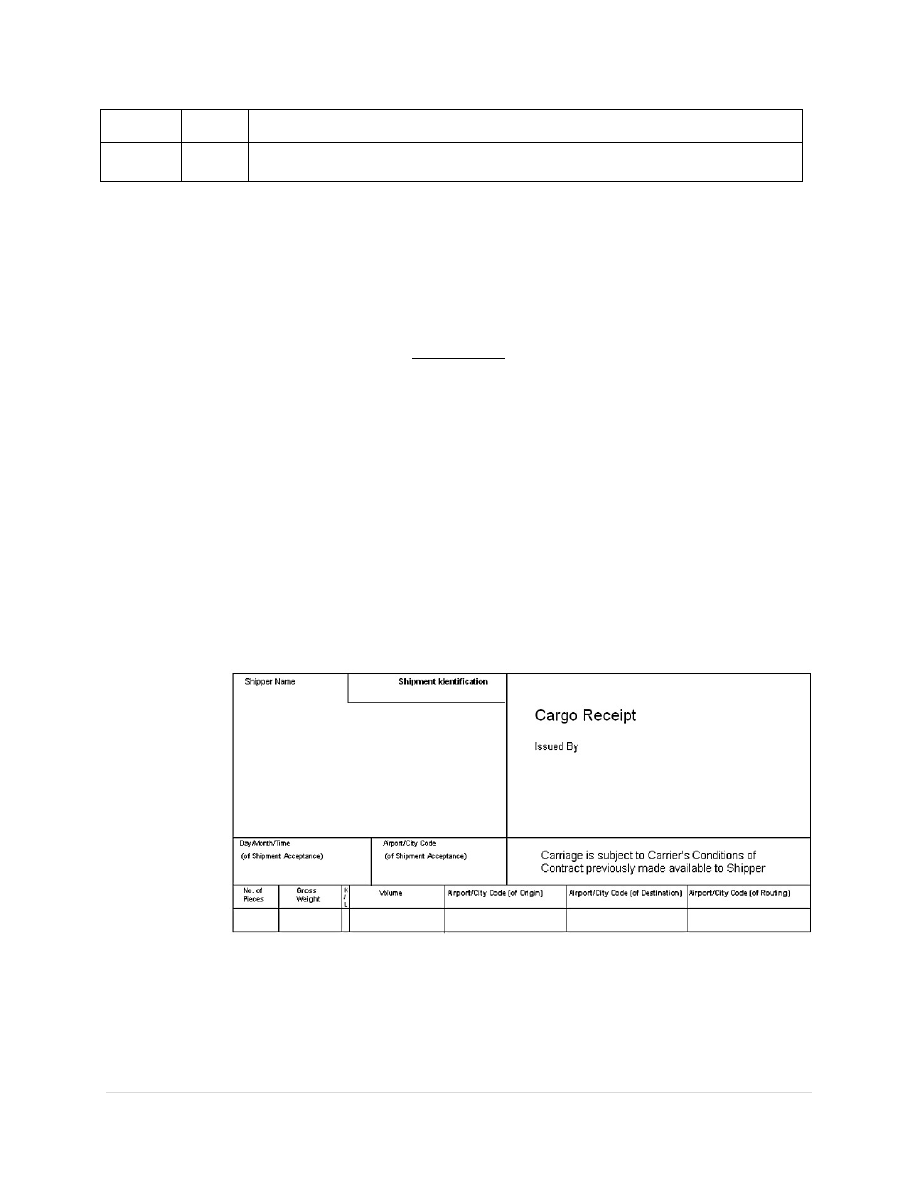 Shipper Name
Shipment Identification
Cargo Receipt
Issued By
Day/Month/Time
(of Shipment Acceptance)
Airport/City Code
(of Shipment Acceptance)
Carriage is subject to Carrier's Conditions of
Contract previously made available to Shipper
No. of
Pieces
Gross
Weight
K
/
L
Volume
Airport/City Code (of Origin)
Airport/City Code (of Destination)
Airport/City Code (of Routing)